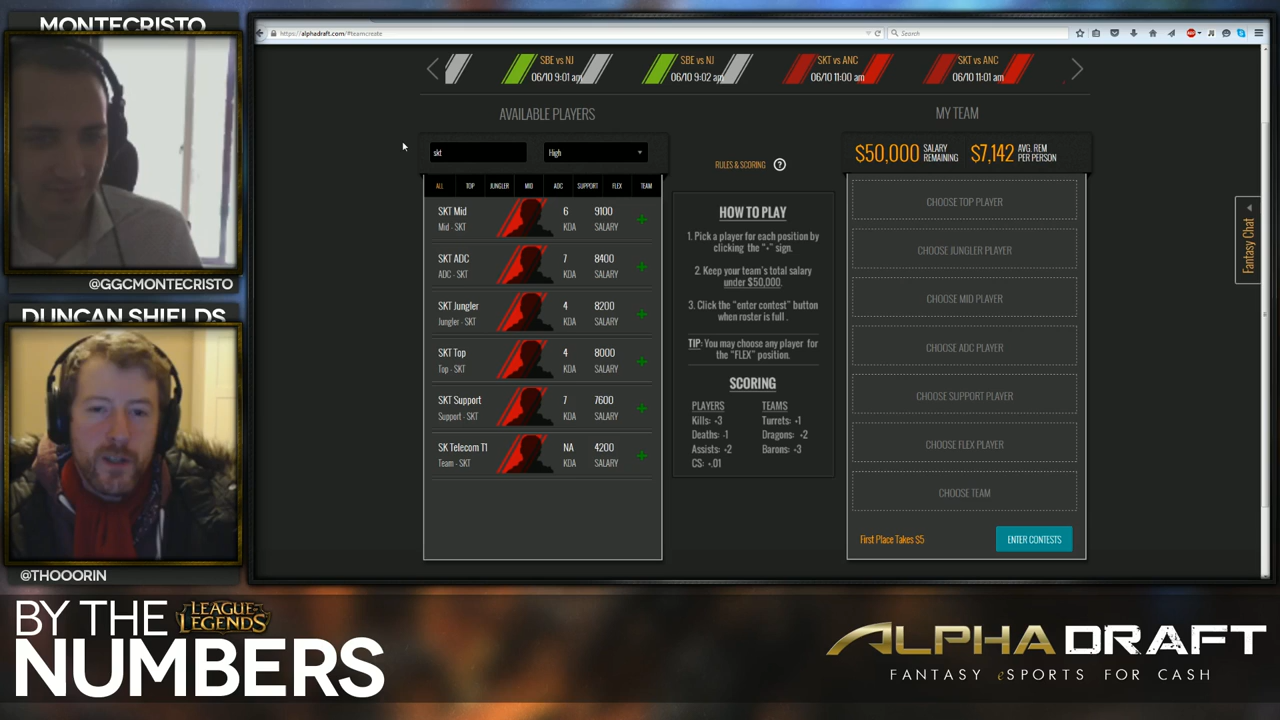 MONTECRISTO
@GGCMONTECRISTO
DUNCAN SHIELDS
@THOOORIN
https://alphadraft.com/#teamcreate
Search
SBE vs NJ
06/10 9:01 am
SBE vs NJ
06/10 9:02 am
SKT vs ANC
06/10 11:00 am
SKT vs ANC
06/10 11:01 am
AVAILABLE PLAYERS
skt
High
ALL TOP JUNGLER MID ADC SUPPORT FLEX TEAM
SKT Mid 6 9100
Mid - SKT KDA SALARY
SKT ADC 7 8400
ADC - SKT KDA SALARY
SKT Jungler 4 8200
Jungler - SKT KDA SALARY
SKT Top 4 8000
Top - SKT KDA SALARY
SKT Support 7 7600
Support - SKT KDA SALARY
SK Telecom T1 NA 4200
Team - SKT KDA SALARY
RULES & SCORING ?
HOW TO PLAY
1. Pick a player for each position by
clicking the "+" sign.
2. Keep your team's total salary
under $50,000.
3. Click the "enter contest" button
when roster is full .
TIP: You may choose any player for
the "FLEX" position.
SCORING
PLAYERS TEAMS
Kills: +3 Turrets: +1
Deaths: -1 Dragons: +2
Assists: +2 Barons: +3
CS: +.01
MY TEAM
$50,000 SALARY REMAINING $7,142 AVG. REM PER PERSON
CHOOSE TOP PLAYER
CHOOSE JUNGLER PLAYER
CHOOSE MID PLAYER
CHOOSE ADC PLAYER
CHOOSE SUPPORT PLAYER
CHOOSE FLEX PLAYER
CHOOSE TEAM
First Place Takes $5
ENTER CONTESTS
Fantasy Chat
BY THE
LEAGUE of
LEGENDS
NUMBERS
ALPHADRAFT
FANTASY eSPORTS FOR CASH